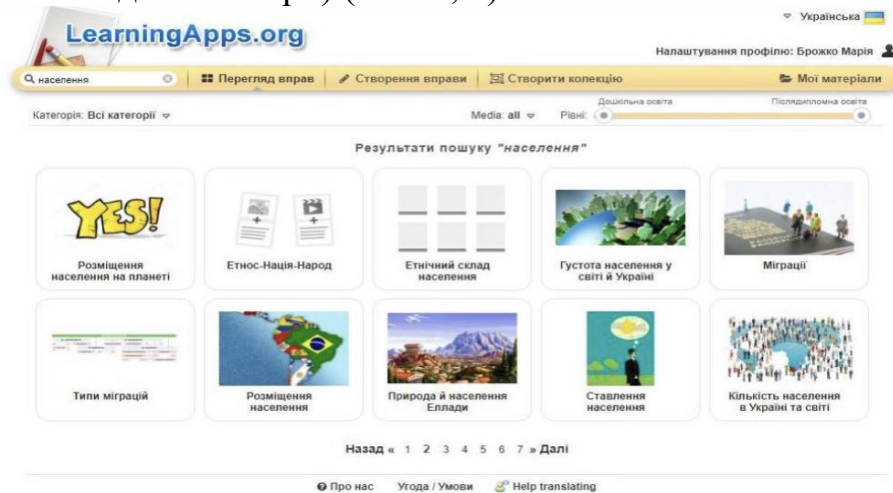 LearningApps.org
Українська
Налаштування профілю: Брожко Марія
населення
Перегляд вправ
Створення вправи
Створити колекцію
Мої матеріали
Категорія: Всі категорії
Media: all
Рівні:
Дошкільна освіта
Післядипломна освіта
Результати пошуку "населення"
YES!
Розміщення
населення на планеті
Етнос-Нація-Народ
Етнічний склад
населення
Густота населення у
світі й Україні
Міграції
Типи міграцій
Розміщення
населення
Природа й населення
Еллади
Ставлення
населення
Кількість населення
в Україні та світі
Назад « 1 2 3 4 5 6 7 » Далі
Про нас Угода / Умови Help translating